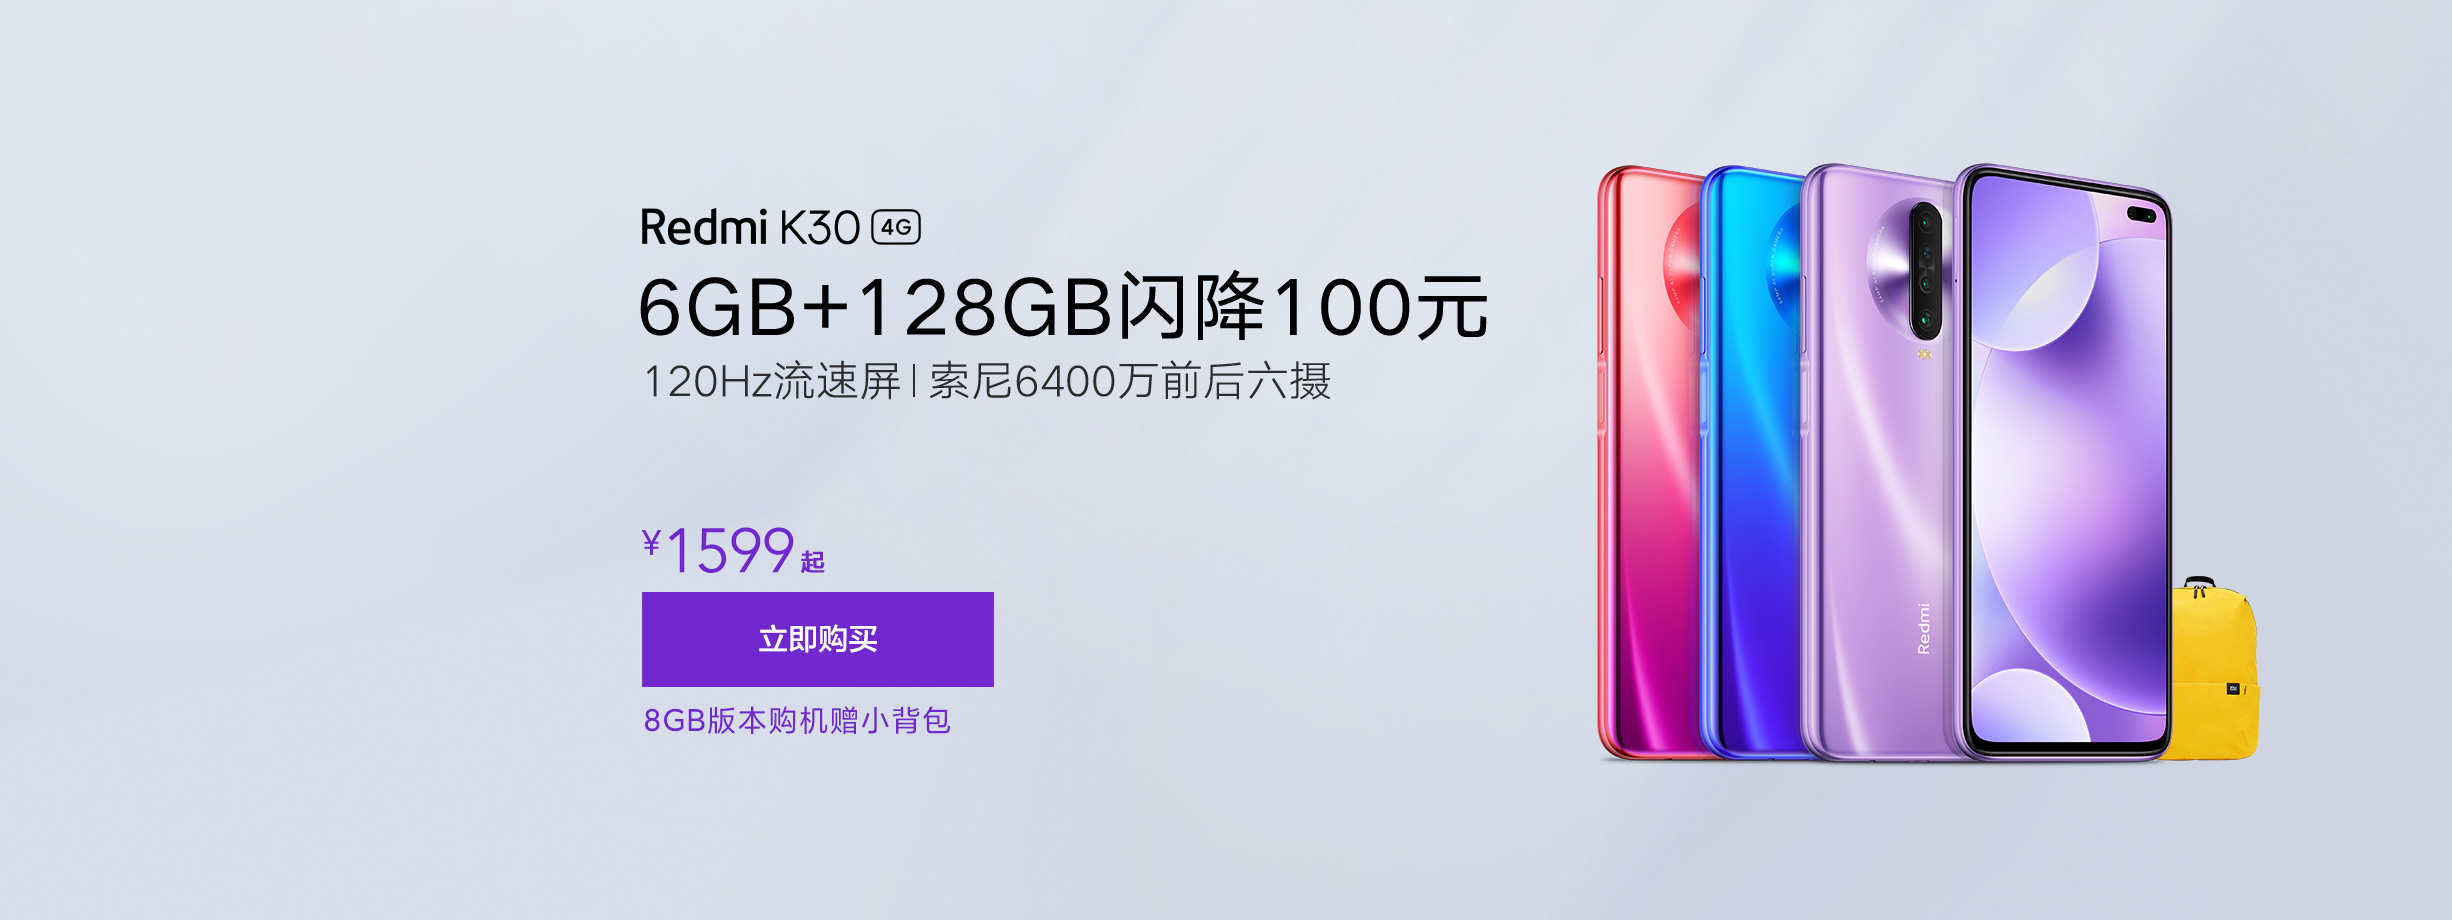 Redmi K30 4G
6GB+128GB闪降100元
120Hz流速屏|索尼6400万前后六摄
¥1599起
立即购买
8GB版本购机赠小背包
Redmi